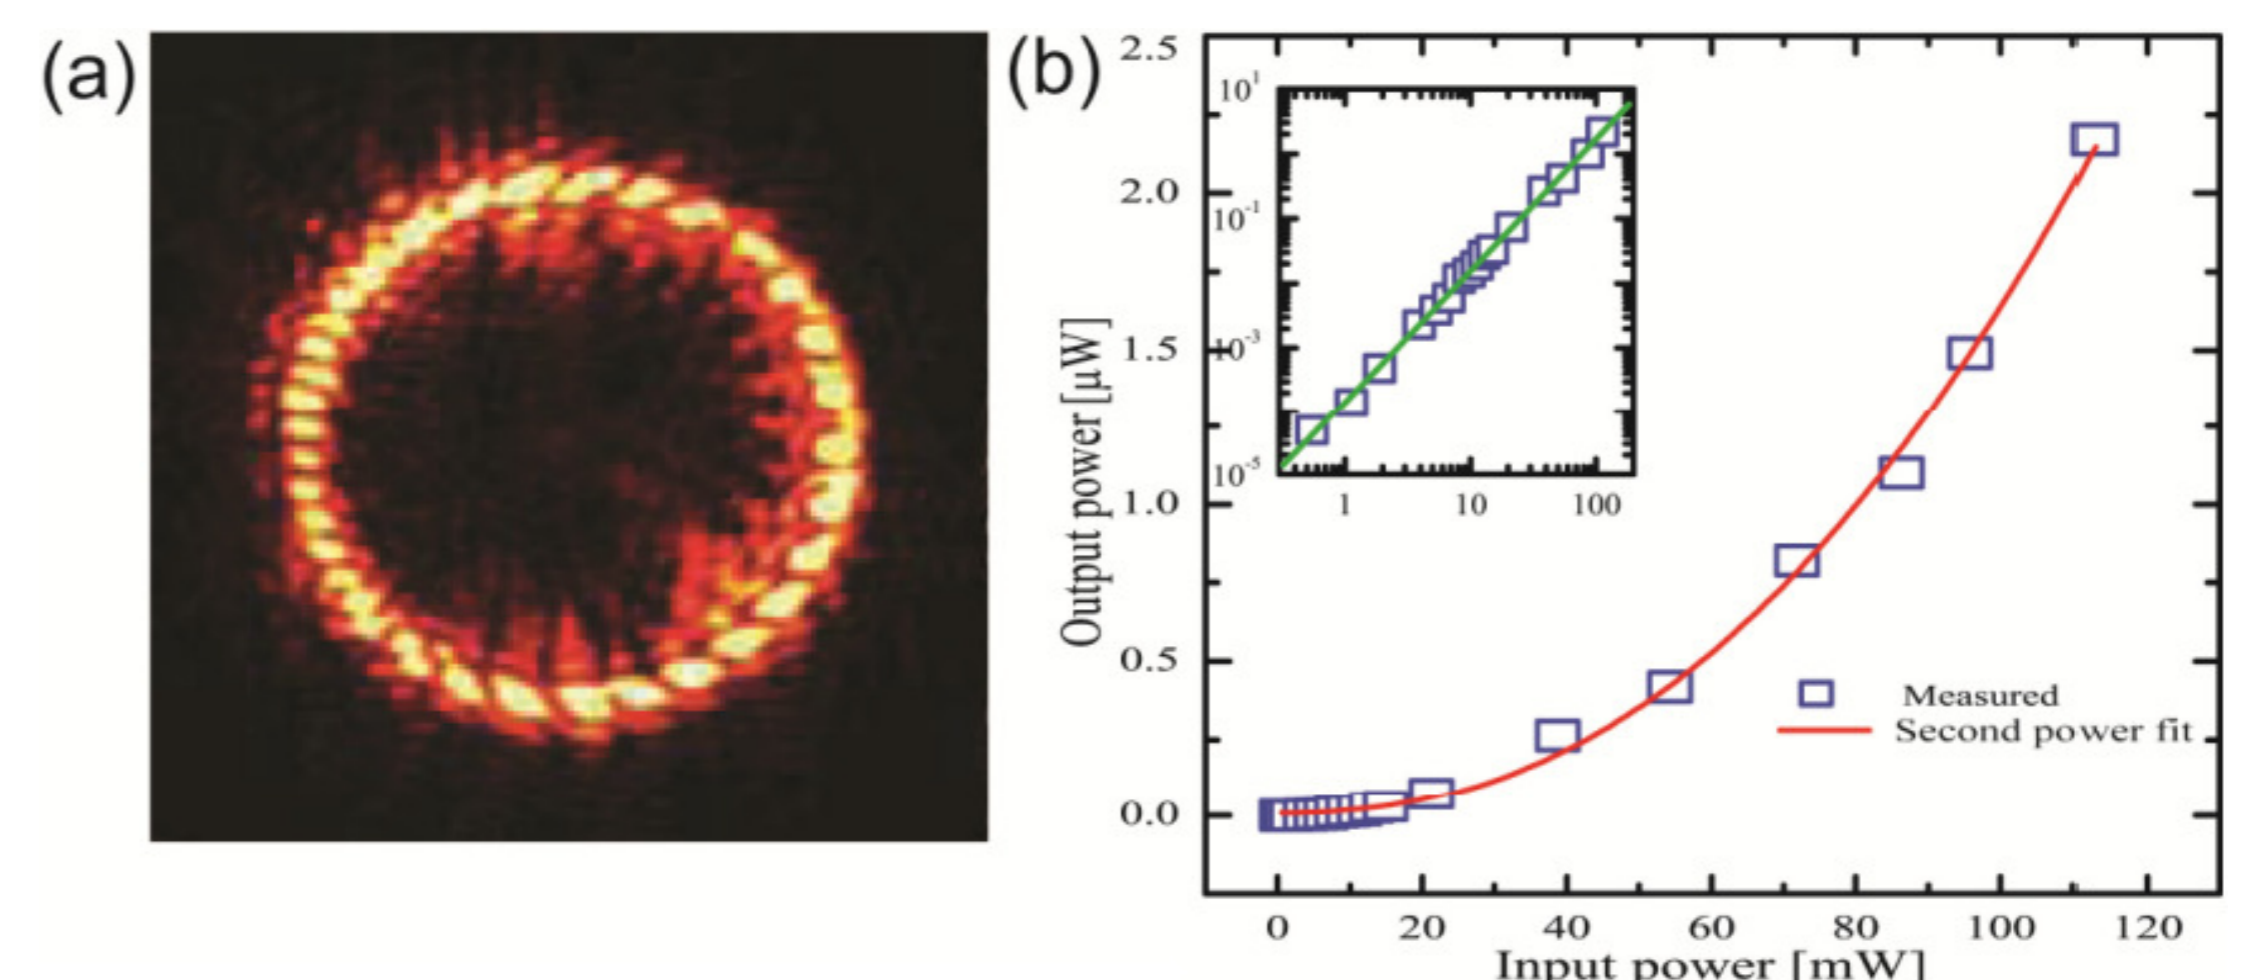 (a)
(b)
2.5
2.0
1.5
1.0
0.5
0.0
Output power [µW]
10¹
10⁻¹
10⁻³
10⁻⁵
1 10 100
Measured
Second power fit
0 20 40 60 80 100 120
Input power [mW]